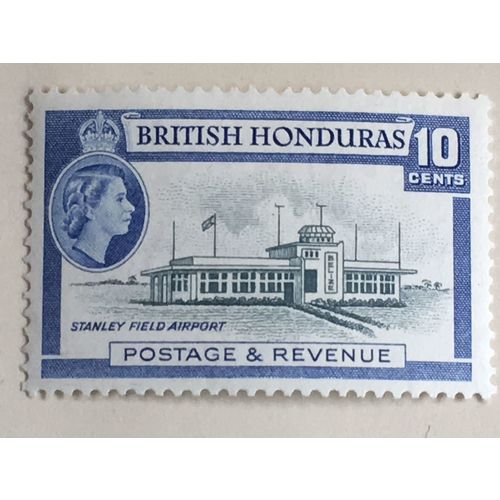 BRITISH HONDURAS
10
CENTS
BELIZE
STANLEY FIELD AIRPORT
POSTAGE & REVENUE